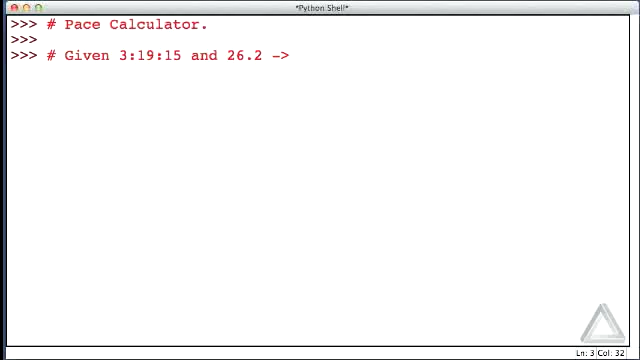 *Python Shell*
>>> # Pace Calculator.
>>>
>>> # Given 3:19:15 and 26.2 ->
Ln: 3 Col: 32